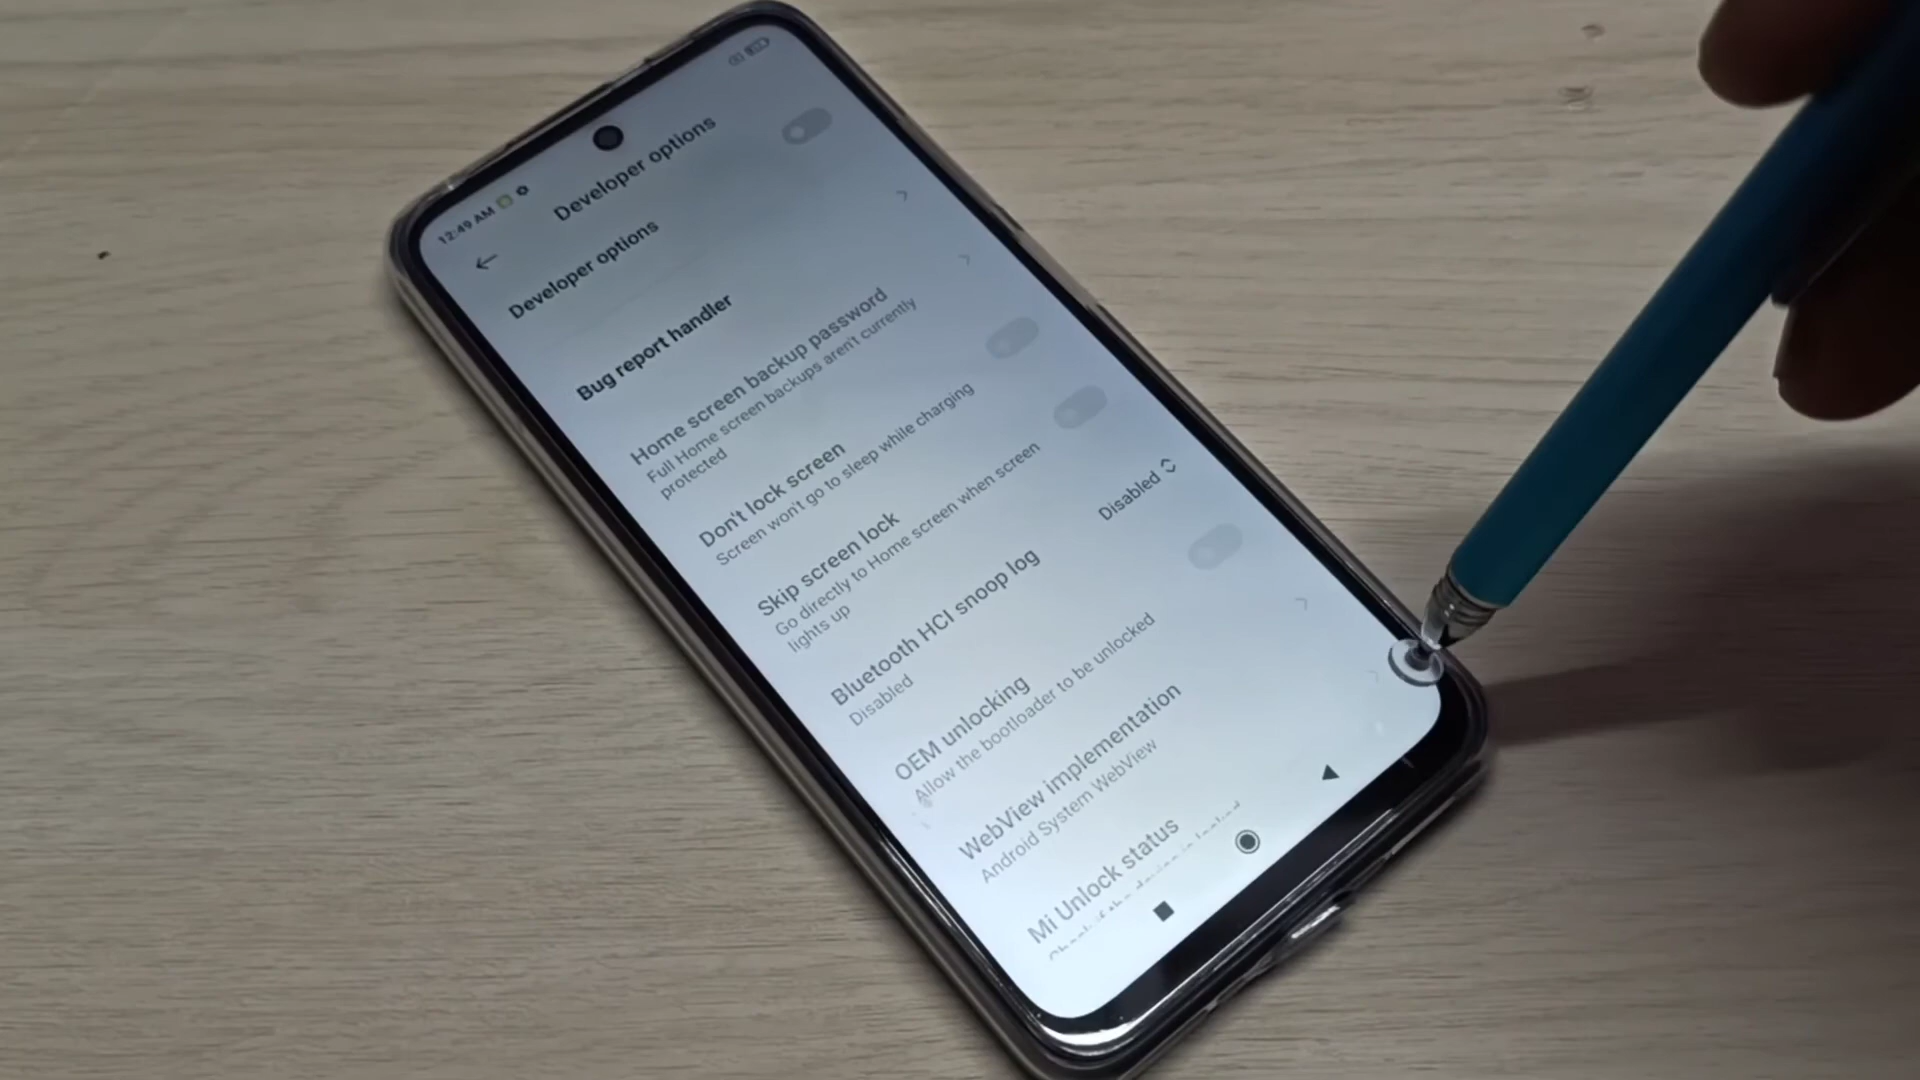 12:49 AM
Developer options
Developer options
Bug report handler
Home screen backup password
Full Home screen backups aren't currently
protected
Don't lock screen
Screen won't go to sleep while charging
Skip screen lock
Go directly to Home screen when screen
lights up
Bluetooth HCI snoop log
Disabled
Disabled
OEM unlocking
Allow the bootloader to be unlocked
WebView implementation
Android System WebView
Mi Unlock status